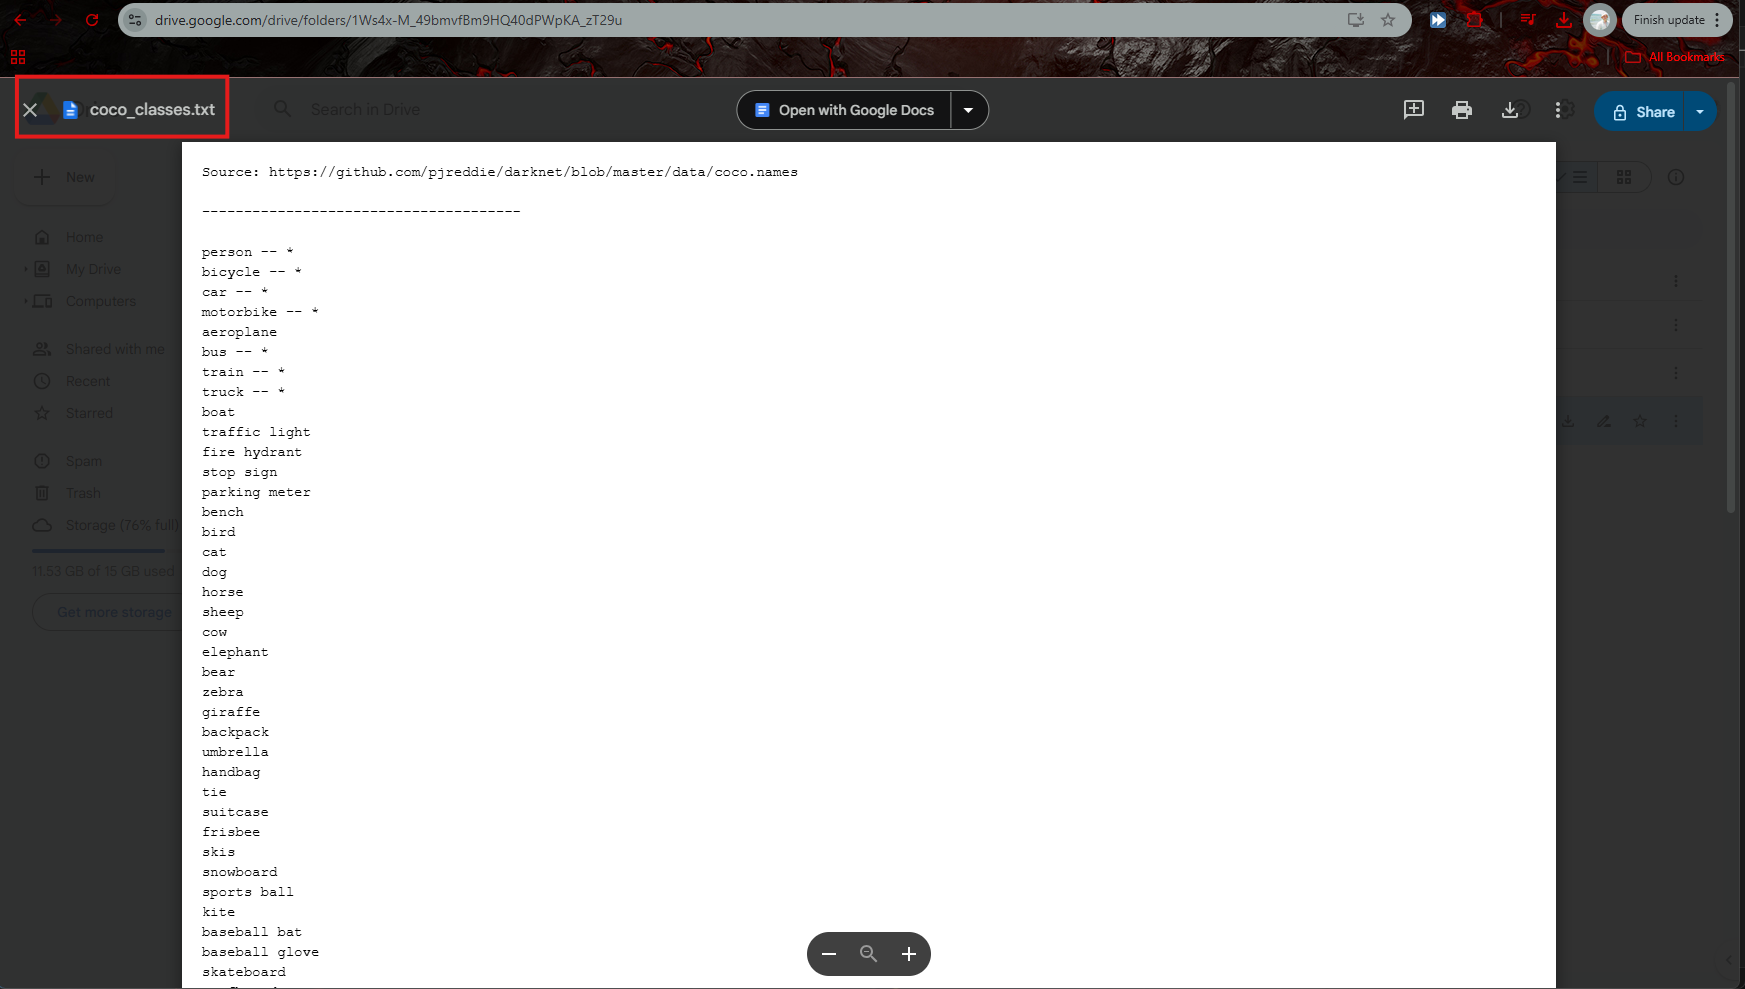 drive.google.com/drive/folders/1Ws4x-M_49bmvfBm9HQ40dPWpKA_zT29u
Finish update
All Bookmarks
coco_classes.txt
Search in Drive
Open with Google Docs
Share
New
Home
My Drive
Computers
Shared with me
Recent
Starred
Spam
Trash
Storage (76% full)
11.53 GB of 15 GB used
Get more storage
Source: https://github.com/pjreddie/darknet/blob/master/data/coco.names
--------------------------------------
person -- *
bicycle -- *
car -- *
motorbike -- *
aeroplane
bus -- *
train -- *
truck -- *
boat
traffic light
fire hydrant
stop sign
parking meter
bench
bird
cat
dog
horse
sheep
cow
elephant
bear
zebra
giraffe
backpack
umbrella
handbag
tie
suitcase
frisbee
skis
snowboard
sports ball
kite
baseball bat
baseball glove
skateboard